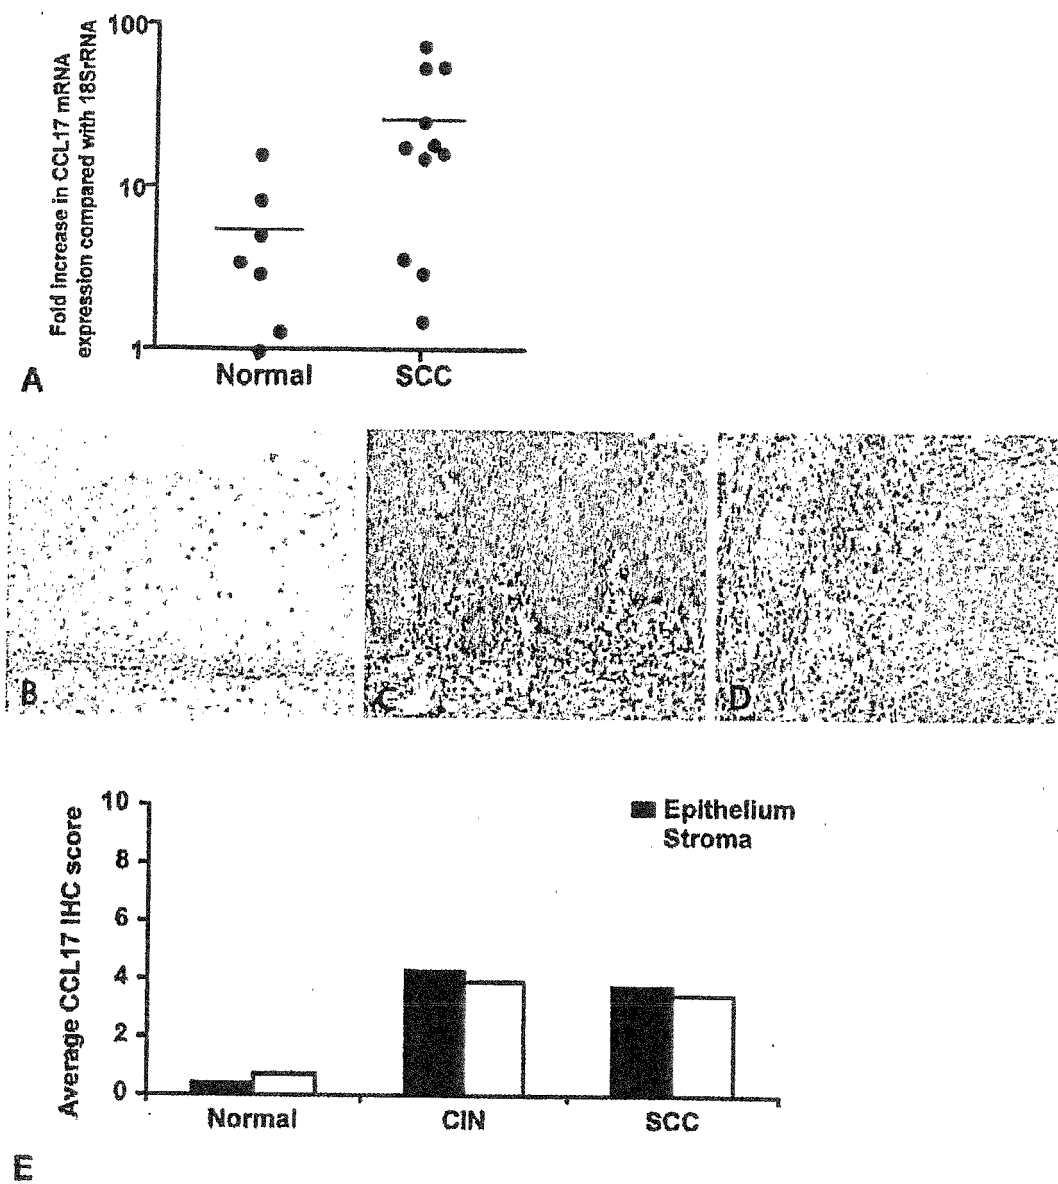 100
10
1
Fold increase in CCL17 mRNA
expression compared with 18SrRNA
Normal
SCC
A
B
C
D
10
8
6
4
2
0
Average CCL17 IHC score
Epithelium
Stroma
Normal
CIN
SCC
E